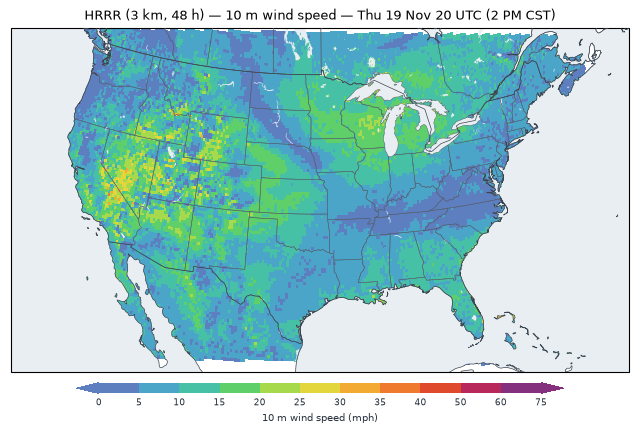 HRRR (3 km, 48 h) — 10 m wind speed — Thu 19 Nov 20 UTC (2 PM CST)
0 5 10 15 20 25 30 35 40 50 60 75
10 m wind speed (mph)